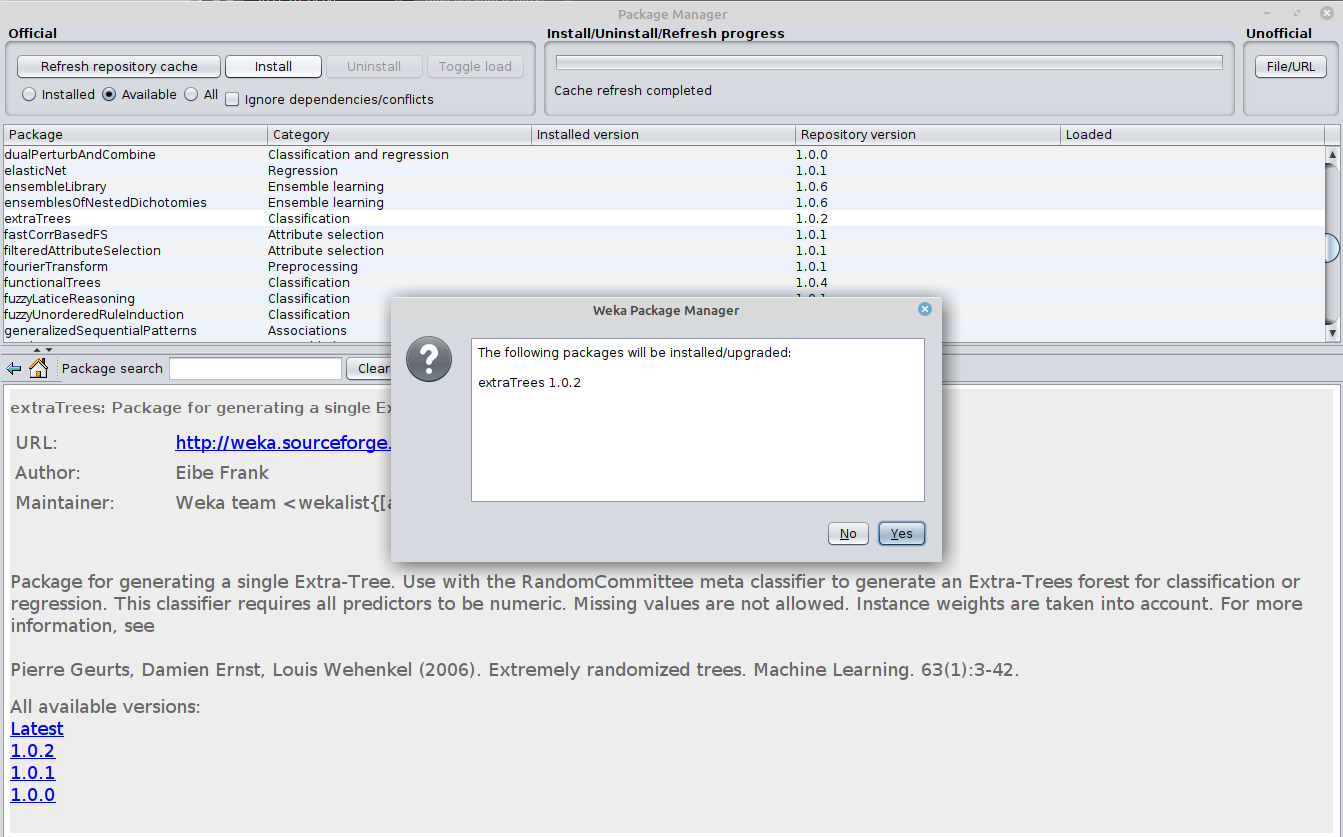 Package Manager
Official
Install/Uninstall/Refresh progress
Unofficial
Refresh repository cache Install Uninstall Toggle load
File/URL
Installed Available All Ignore dependencies/conflicts
Cache refresh completed
Package Category Installed version Repository version Loaded
dualPerturbAndCombine Classification and regression 1.0.0
elasticNet Regression 1.0.1
ensembleLibrary Ensemble learning 1.0.6
ensemblesOfNestedDichotomies Ensemble learning 1.0.6
extraTrees Classification 1.0.2
fastCorrBasedFS Attribute selection 1.0.1
filteredAttributeSelection Attribute selection 1.0.1
fourierTransform Preprocessing 1.0.1
functionalTrees Classification 1.0.4
fuzzyLaticeReasoning Classification
fuzzyUnorderedRuleInduction Classification
generalizedSequentialPatterns Associations
Weka Package Manager
The following packages will be installed/upgraded:
extraTrees 1.0.2
No Yes
Package search Clear
extraTrees: Package for generating a single Ex
URL: http://weka.sourceforge.
Author: Eibe Frank
Maintainer: Weka team <wekalist{[a
Package for generating a single Extra-Tree. Use with the RandomCommittee meta classifier to generate an Extra-Trees forest for classification or
regression. This classifier requires all predictors to be numeric. Missing values are not allowed. Instance weights are taken into account. For more
information, see
Pierre Geurts, Damien Ernst, Louis Wehenkel (2006). Extremely randomized trees. Machine Learning. 63(1):3-42.
All available versions:
Latest
1.0.2
1.0.1
1.0.0